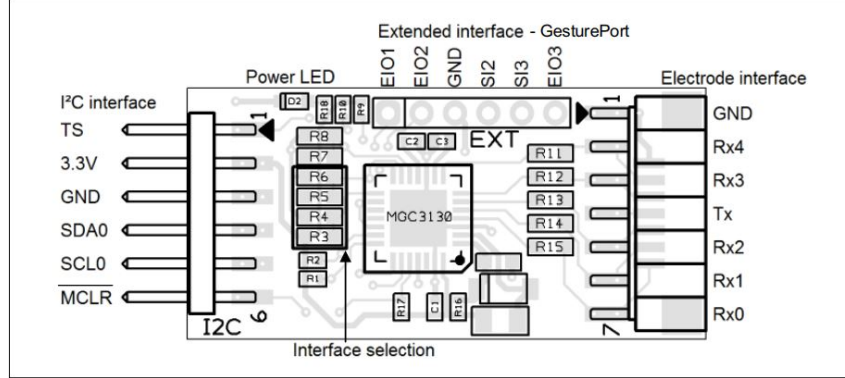 Extended interface - GesturePort
EIO1
EIO2
GND
SI2
SI3
EIO3
Power LED
Electrode interface
I²C interface
TS
3.3V
GND
SDA0
SCL0
MCLR
1
6
I2C
D2
R18
R10
R9
R8
R7
R6
R5
R4
R3
R2
R1
C2
C3
EXT
MGC3130
R11
R12
R13
R14
R15
R17
C1
R16
1
7
GND
Rx4
Rx3
Tx
Rx2
Rx1
Rx0
Interface selection